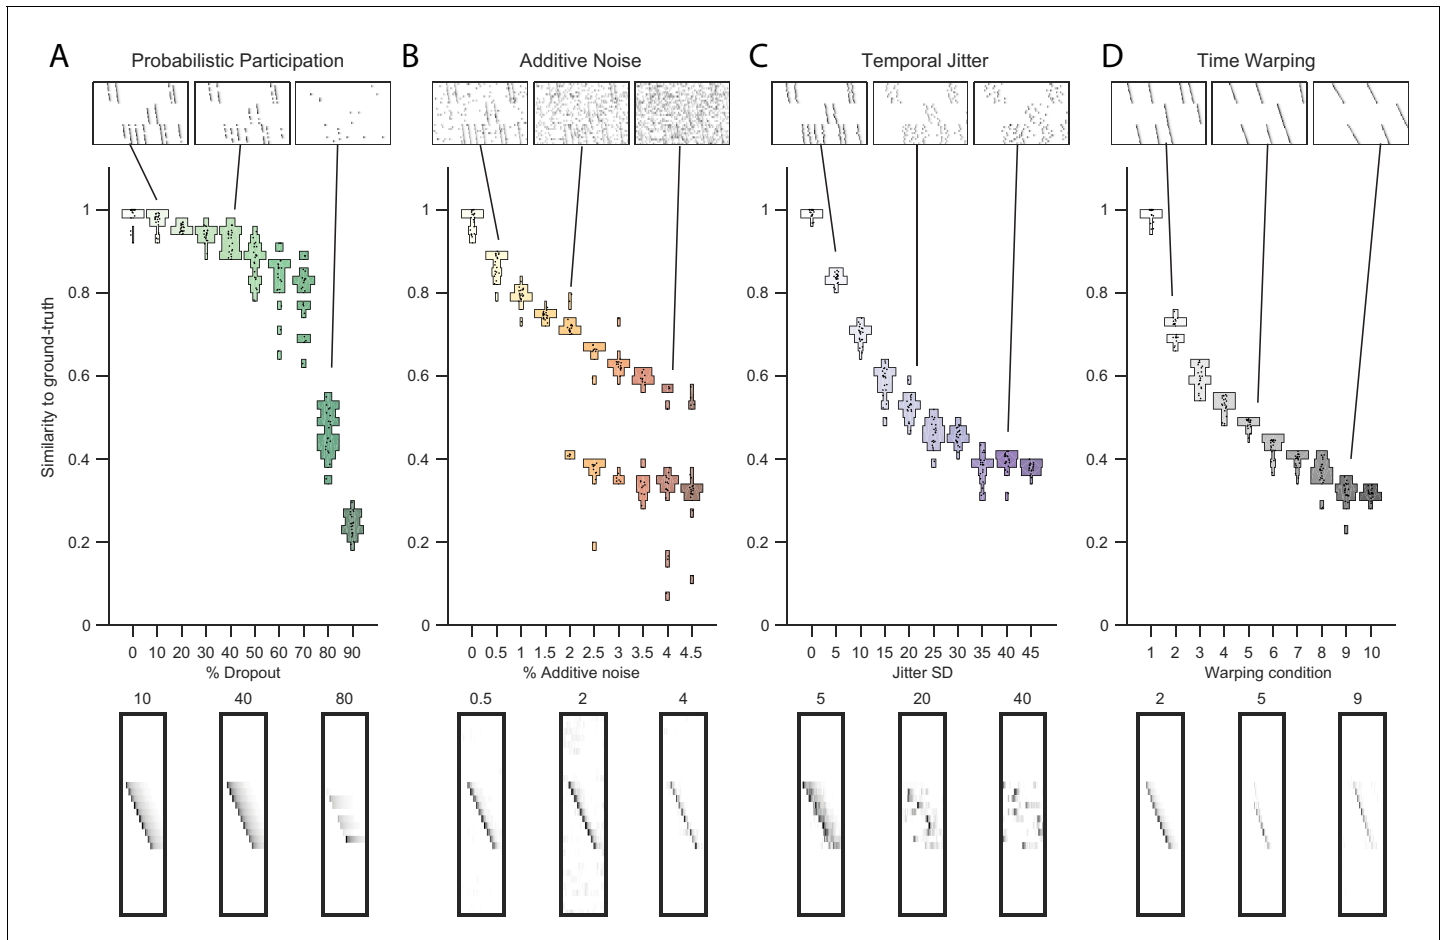 A Probabilistic Participation
B Additive Noise
C Temporal Jitter
D Time Warping
Similarity to ground-truth
1
0.8
0.6
0.4
0.2
0
0 10 20 30 40 50 60 70 80 90
% Dropout
10 40 80
1
0.8
0.6
0.4
0.2
0
0 0.5 1 1.5 2 2.5 3 3.5 4 4.5
% Additive noise
0.5 2 4
1
0.8
0.6
0.4
0.2
0
0 5 10 15 20 25 30 35 40 45
Jitter SD
5 20 40
1
0.8
0.6
0.4
0.2
0
1 2 3 4 5 6 7 8 9 10
Warping condition
2 5 9